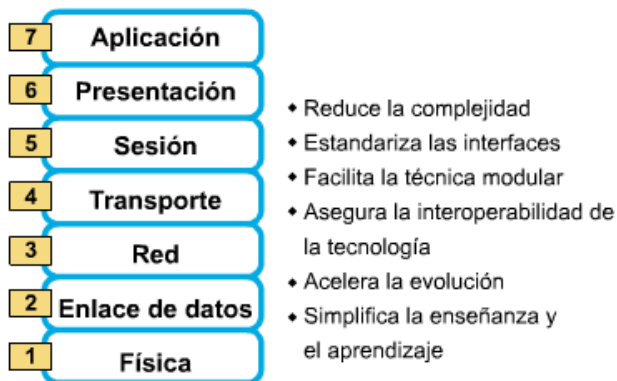 7 Aplicación
6 Presentación
5 Sesión
4 Transporte
3 Red
2 Enlace de datos
1 Física
◆ Reduce la complejidad
◆ Estandariza las interfaces
◆ Facilita la técnica modular
◆ Asegura la interoperabilidad de
la tecnología
◆ Acelera la evolución
◆ Simplifica la enseñanza y
el aprendizaje